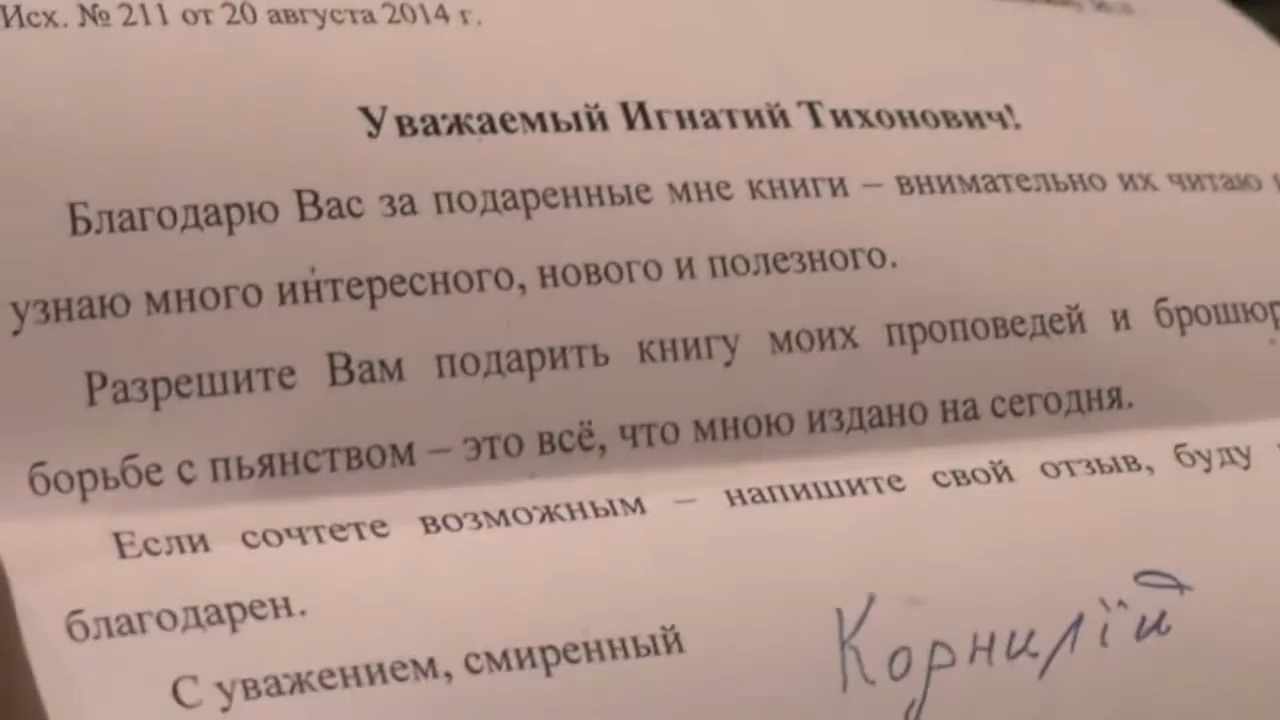 Исх. № 211 от 20 августа 2014 г.
Уважаемый Игнатий Тихонович!
Благодарю Вас за подаренные мне книги – внимательно их читаю
узнаю много интересного, нового и полезного.
Разрешите Вам подарить книгу моих проповедей и брошюр
борьбе с пьянством – это всё, что мною издано на сегодня.
Если сочтете возможным – напишите свой отзыв, буду
благодарен.
С уважением, смиренный
Корнилій